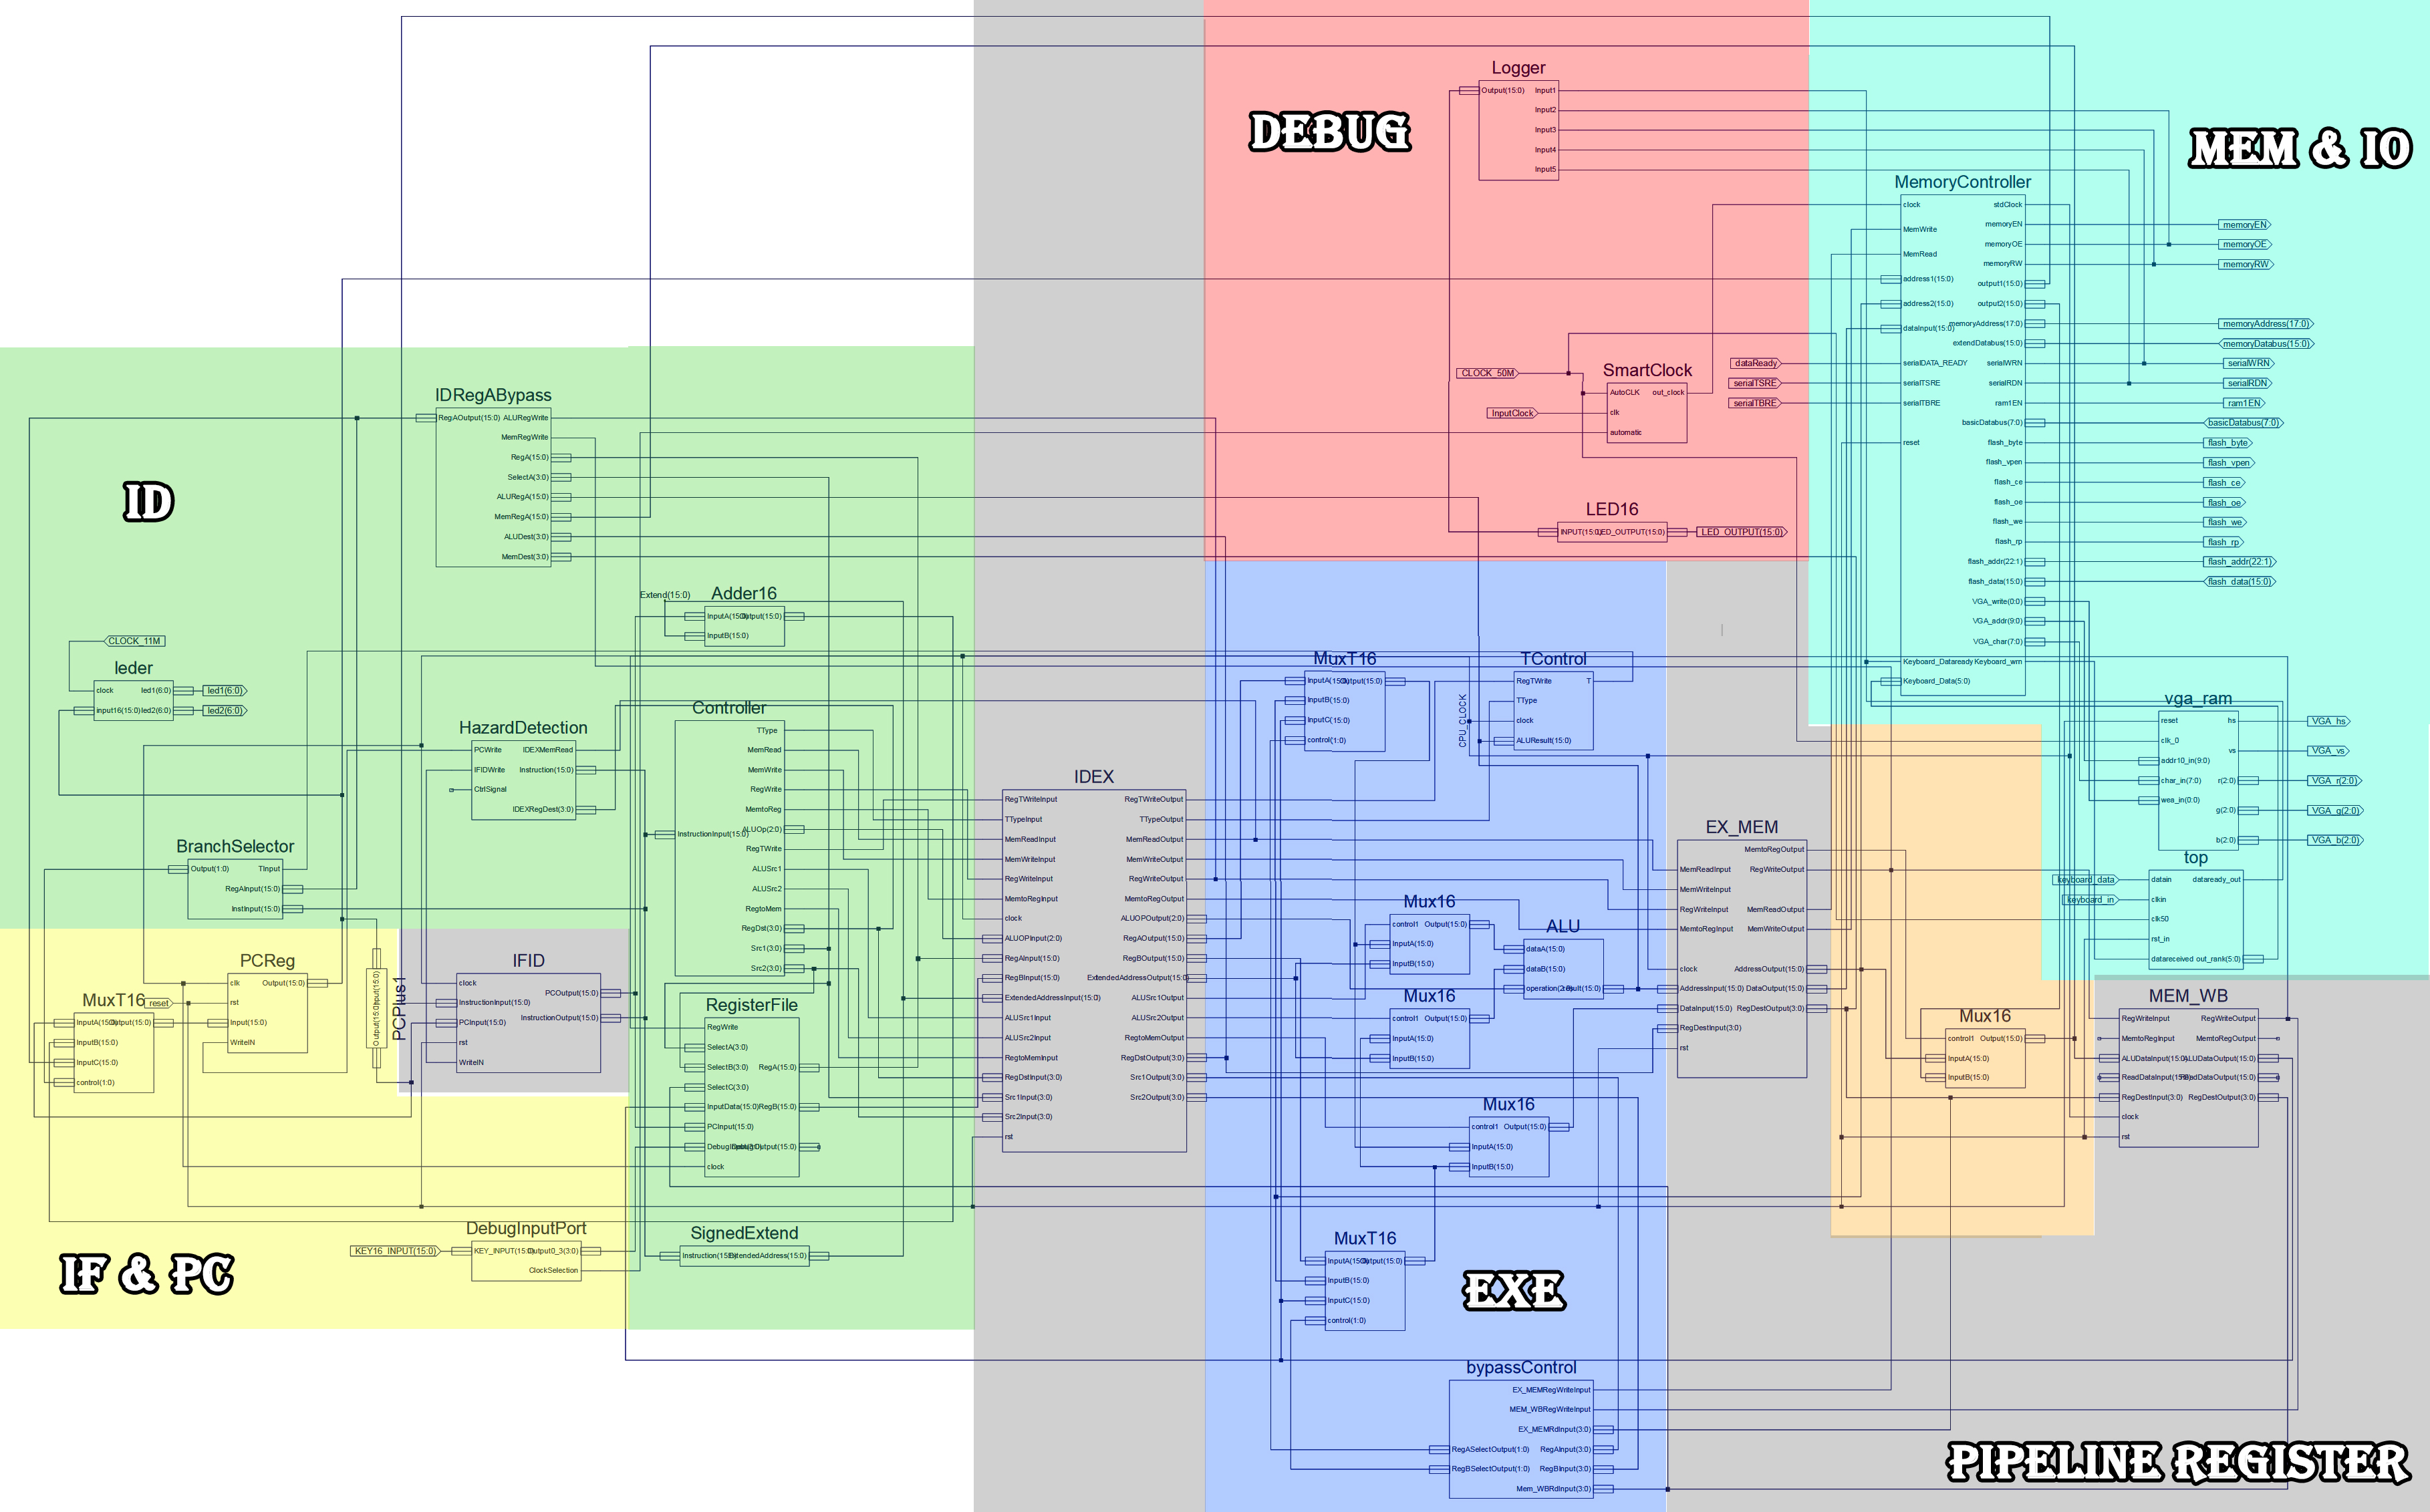 Logger
Output(15:0) Input1
Input2
Input3
Input4
Input5
DEBUG
MEM & IO
MemoryController
clock stdClock
memoryEN memoryEN
MemWrite
memoryOE memoryOE
MemRead
memoryRW memoryRW
address1(15:0) output1(15:0)
address2(15:0) output2(15:0)
dataInput(15:0) memoryAddress(17:0) memoryAddress(17:0)
extendDatabus(15:0) memoryDatabus(15:0)
dataReady serialDATA_READY serialWRN serialWRN
serialTSRE serialTSRE serialRDN serialRDN
serialTBRE serialTBRE ram1EN ram1EN
basicDatabus(7:0) basicDatabus(7:0)
reset flash_byte flash_byte
flash_vpen flash_vpen
flash_ce flash_ce
flash_oe flash_oe
flash_we flash_we
flash_rp flash_rp
flash_addr(22:1) flash_addr(22:1)
flash_data(15:0) flash_data(15:0)
VGA_write(0:0)
VGA_addr(9:0)
VGA_char(7:0)
Keyboard_Dataready Keyboard_wrn
Keyboard_Data(5:0)
CLOCK_50M
SmartClock
AutoCLK out_clock
InputClock clk
automatic
LED16
INPUT(15:0) LED_OUTPUT(15:0) LED_OUTPUT(15:0)
IDRegABypass
RegAOutput(15:0) ALURegWrite
MemRegWrite
RegA(15:0)
SelectA(3:0)
ALURegA(15:0)
MemRegA(15:0)
ALUDest(3:0)
MemDest(3:0)
ID
Extend(15:0)
Adder16
InputA(15:0) Output(15:0)
InputB(15:0)
CLOCK_11M
leder
clock led1(6:0) led1(6:0)
input16(15:0) led2(6:0) led2(6:0)
HazardDetection
PCWrite IDEXMemRead
IFIDWrite Instruction(15:0)
CtrlSignal
IDEXRegDest(3:0)
Controller
TType
MemRead
MemWrite
RegWrite
MemtoReg
InstructionInput(15:0) ALUOp(2:0)
RegTWrite
ALUSrc1
ALUSrc2
RegtoMem
RegDst(3:0)
Src1(3:0)
Src2(3:0)
BranchSelector
Output(1:0) TInput
RegAInput(15:0)
InstInput(15:0)
PCReg
clk Output(15:0)
rst
Input(15:0)
WriteIN
reset
MuxT16
InputA(15:0) Output(15:0)
InputB(15:0)
InputC(15:0)
control(1:0)
PCPlus1
IFID
clock
PCOutput(15:0)
InstructionInput(15:0)
InstructionOutput(15:0)
PCInput(15:0)
rst
WriteIN
RegisterFile
RegWrite
SelectA(3:0)
SelectB(3:0) RegA(15:0)
SelectC(3:0)
InputData(15:0) RegB(15:0)
PCInput(15:0)
clock
DebugInputPort
KEY16_INPUT(15:0) KEY_INPUT(15:0) Output0_3(3:0)
ClockSelection
SignedExtend
Instruction(15:0) ExtendedAddress(15:0)
IF & PC
IDEX
RegTWriteInput RegTWriteOutput
TTypeInput TTypeOutput
MemReadInput MemReadOutput
MemWriteInput MemWriteOutput
RegWriteInput RegWriteOutput
MemtoRegInput MemtoRegOutput
clock ALUOPOutput(2:0)
ALUOPInput(2:0) RegAOutput(15:0)
RegAInput(15:0) RegBOutput(15:0)
RegBInput(15:0) ExtendedAddressOutput(15:0)
ExtendedAddressInput(15:0) ALUSrc1Output
ALUSrc1Input ALUSrc2Output
ALUSrc2Input RegtoMemOutput
RegtoMemInput RegDstOutput(3:0)
RegDstInput(3:0) Src1Output(3:0)
Src1Input(3:0) Src2Output(3:0)
Src2Input(3:0)
rst
MuxT16
InputA(15:0) Output(15:0)
InputB(15:0)
InputC(15:0)
control(1:0)
CPU_CLOCK
TControl
RegTWrite T
TType
clock
ALUResult(15:0)
Mux16
control1 Output(15:0)
InputA(15:0)
InputB(15:0)
ALU
dataA(15:0)
dataB(15:0)
operation(2:0) result(15:0)
Mux16
control1 Output(15:0)
InputA(15:0)
InputB(15:0)
Mux16
control1 Output(15:0)
InputA(15:0)
InputB(15:0)
MuxT16
InputA(15:0) Output(15:0)
InputB(15:0)
InputC(15:0)
control(1:0)
EXE
bypassControl
EX_MEMRegWriteInput
MEM_WBRegWriteInput
EX_MEMRdInput(3:0)
RegASelectOutput(1:0) RegAInput(3:0)
RegBSelectOutput(1:0) RegBInput(3:0)
Mem_WBRdInput(3:0)
EX_MEM
MemtoRegOutput
MemReadInput RegWriteOutput
MemWriteInput
RegWriteInput MemReadOutput
MemtoRegInput MemWriteOutput
clock AddressOutput(15:0)
AddressInput(15:0) DataOutput(15:0)
DataInput(15:0) RegDestOutput(3:0)
RegDestInput(3:0)
rst
Mux16
control1 Output(15:0)
InputA(15:0)
InputB(15:0)
vga_ram
reset hs VGA_hs
clk_0
vs VGA_vs
addr10_in(9:0)
char_in(7:0) r(2:0) VGA_r(2:0)
wea_in(0:0)
g(2:0) VGA_g(2:0)
b(2:0) VGA_b(2:0)
top
keyboard_data datain dataready_out
keyboard_in clkin
clk50
rst_in
datareceived out_rank(5:0)
MEM_WB
RegWriteInput RegWriteOutput
MemtoRegInput MemtoRegOutput
ALUDataInput(15:0) ALUDataOutput(15:0)
ReadDataInput(15:0) ReadDataOutput(15:0)
RegDestInput(3:0) RegDestOutput(3:0)
clock
rst
PIPELINE REGISTER